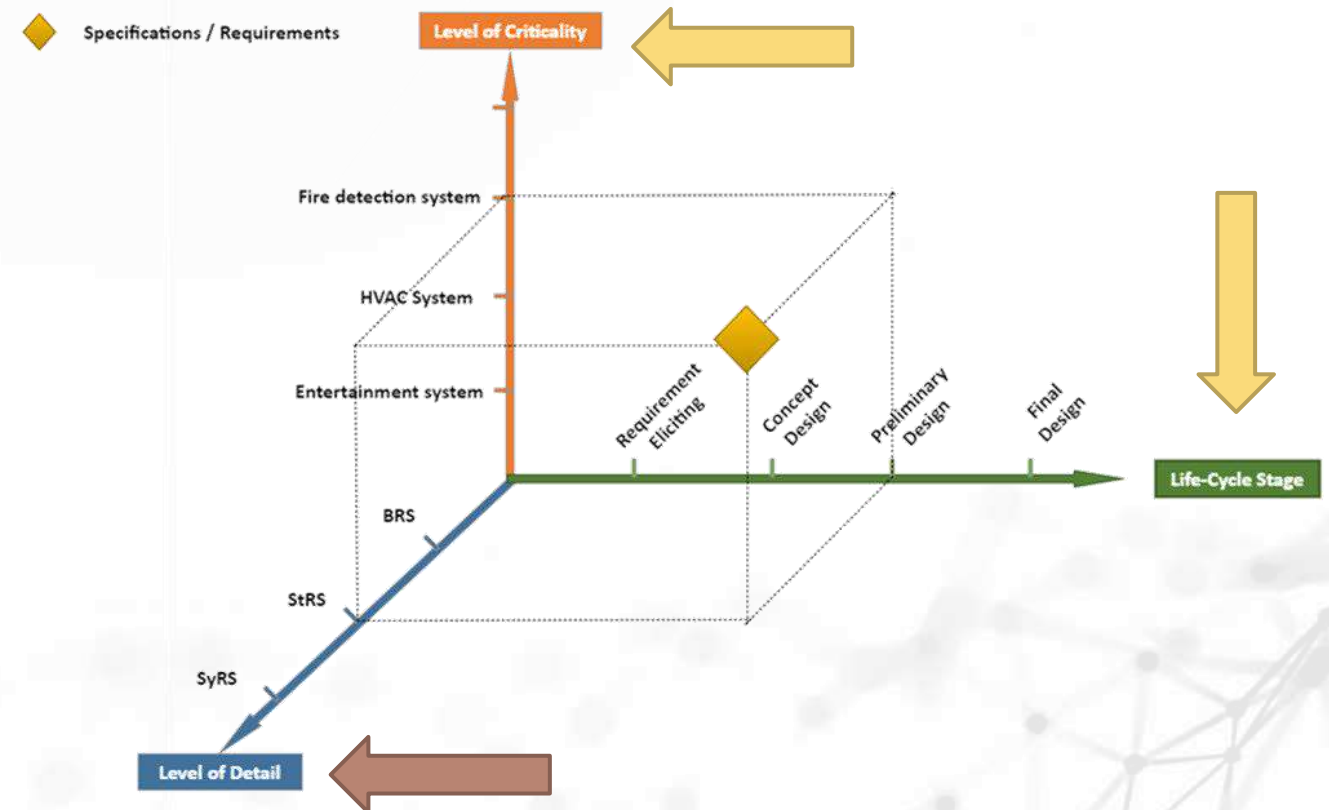 Specifications / Requirements
Level of Criticality
Fire detection system
HVAC System
Entertainment system
Requirement
Eliciting
Concept
Design
Preliminary
Design
Final
Design
Life-Cycle Stage
BRS
StRS
SyRS
Level of Detail